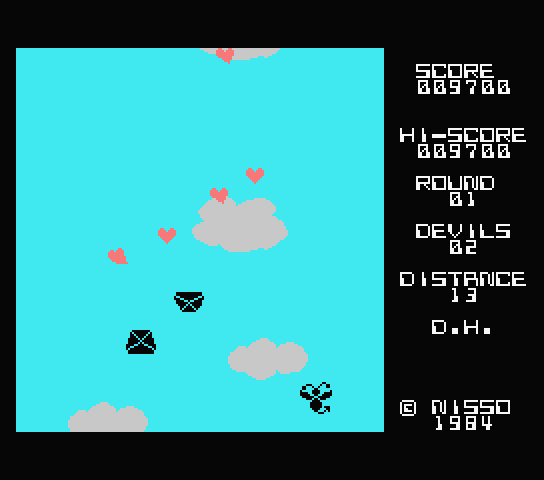 SCORE
009700
HI-SCORE
009700
ROUND
01
DEVILS
02
DISTANCE
13
D.H.
© NISSO
1984